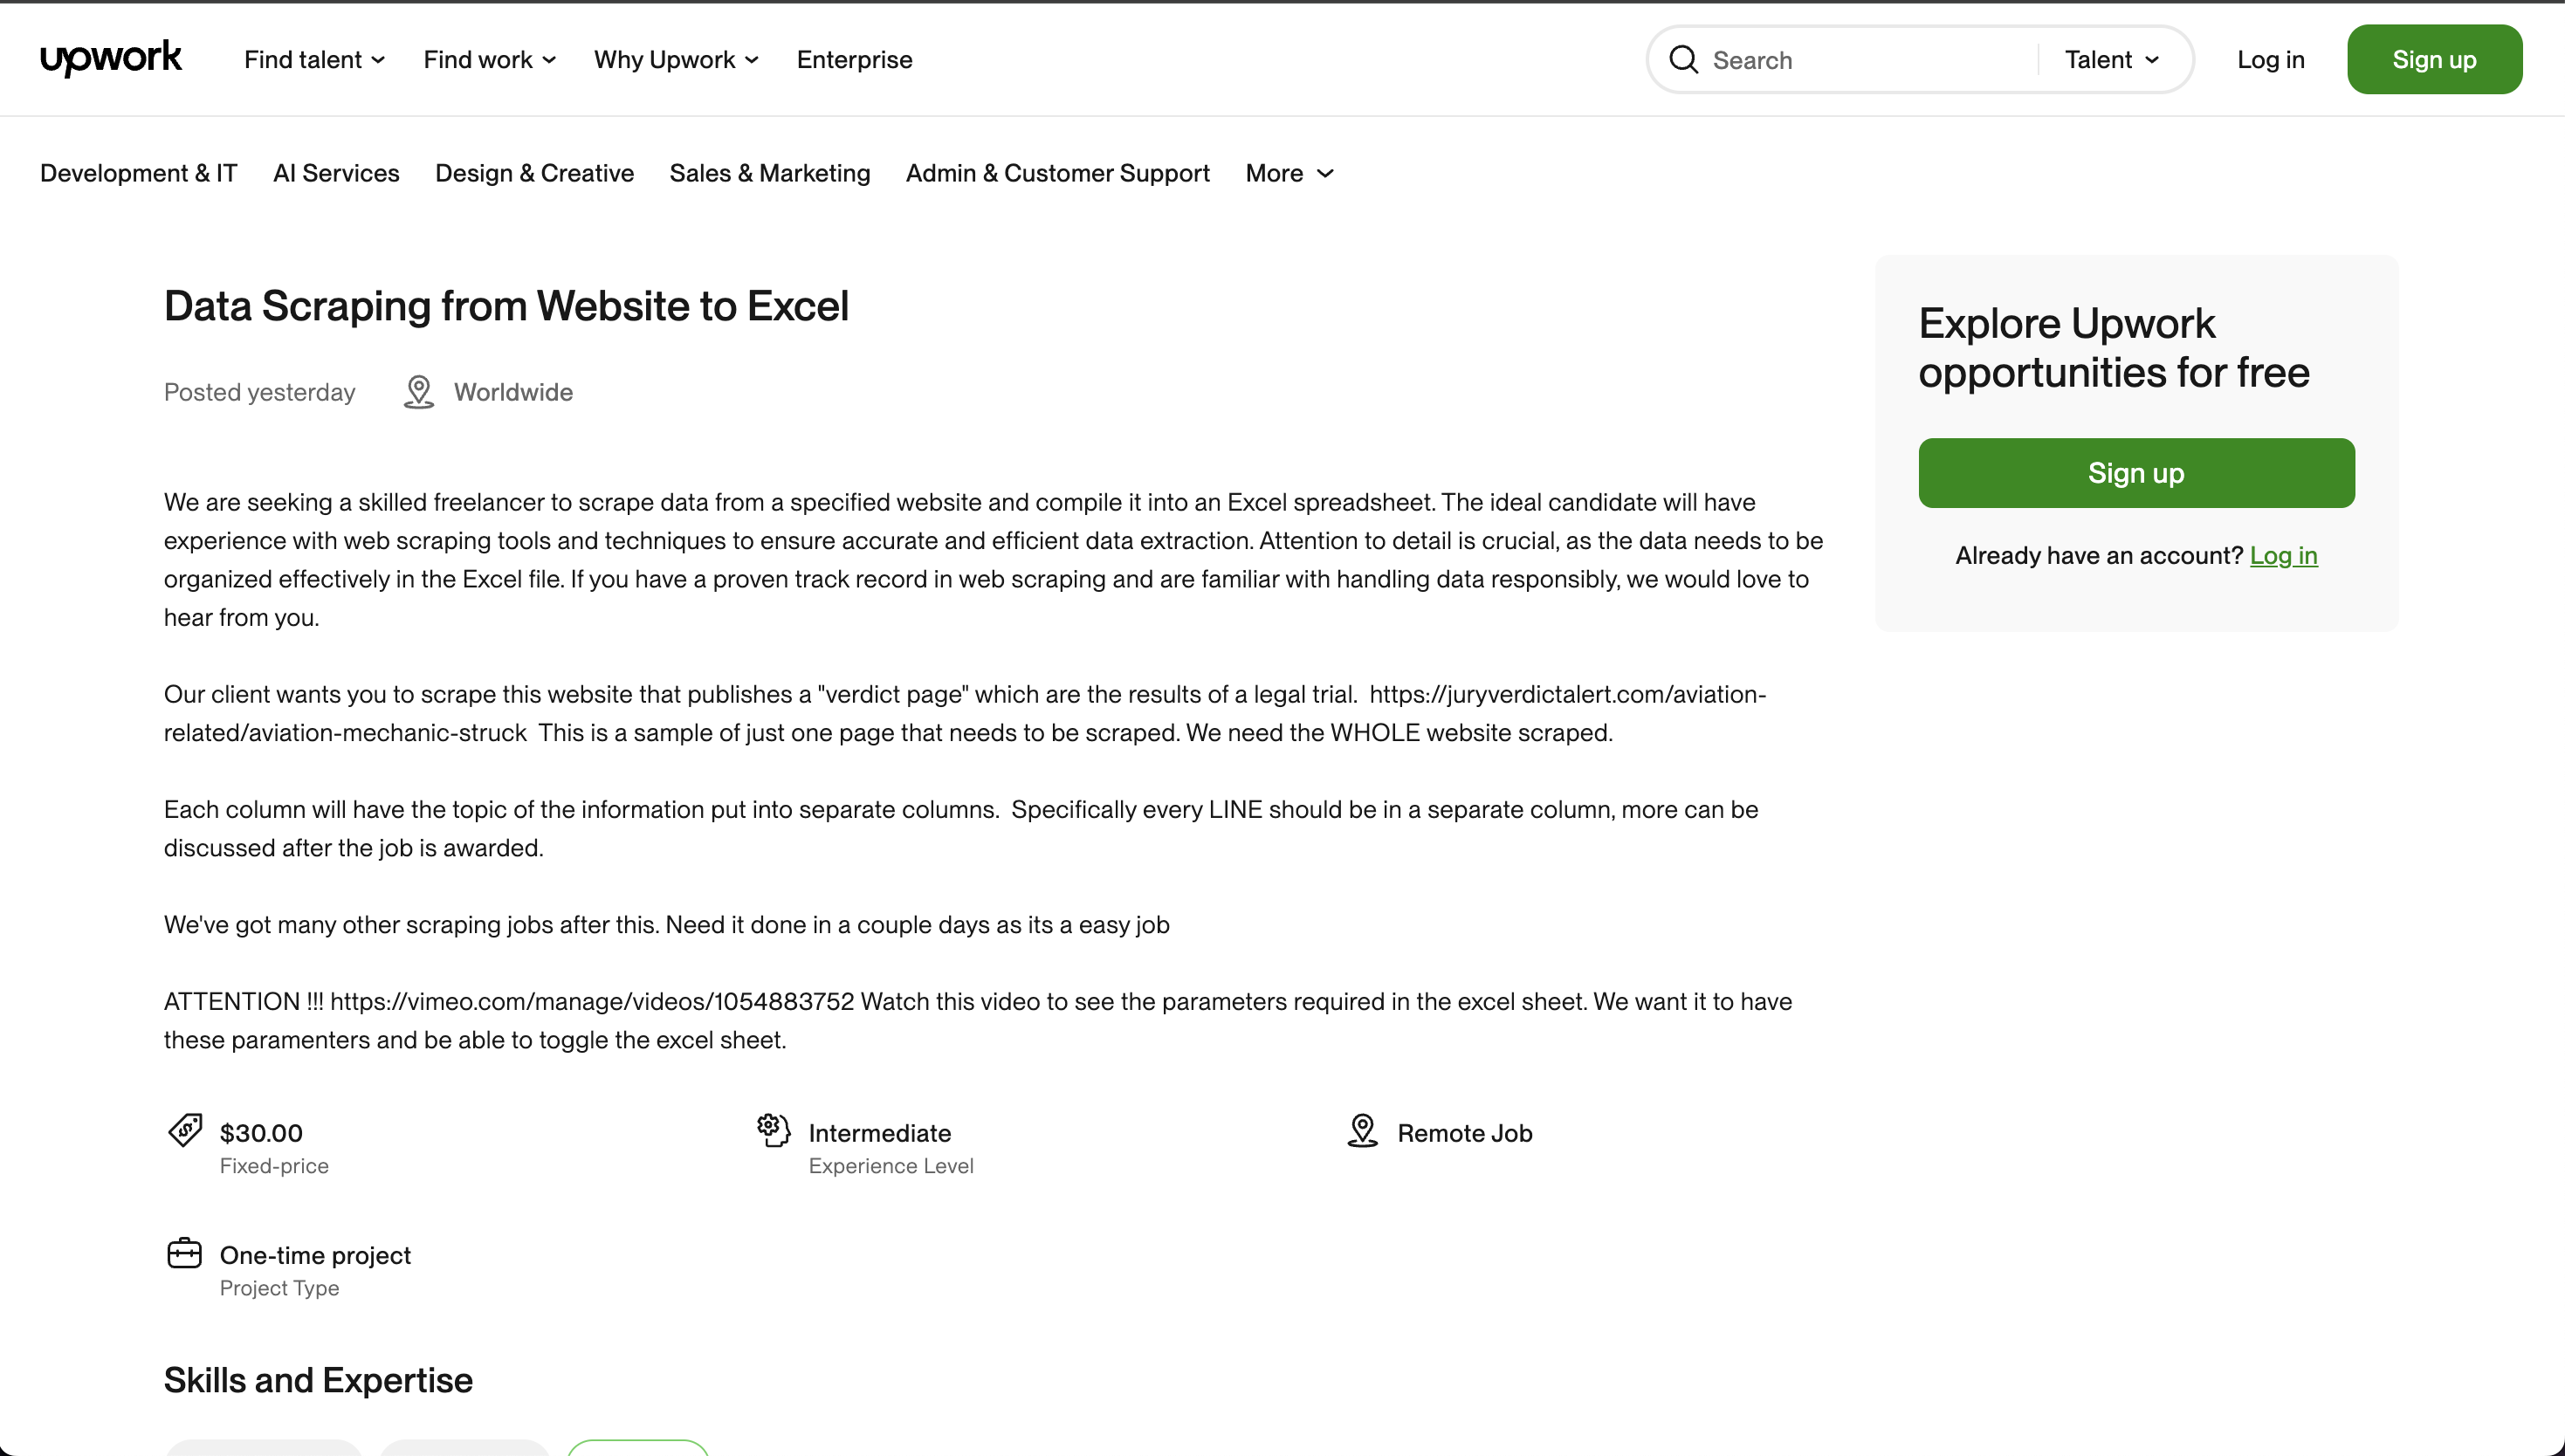 upwork
Find talent
Find work
Why Upwork
Enterprise
Search
Talent
Log in
Sign up
Development & IT
AI Services
Design & Creative
Sales & Marketing
Admin & Customer Support
More
Data Scraping from Website to Excel
Posted yesterday
Worldwide
We are seeking a skilled freelancer to scrape data from a specified website and compile it into an Excel spreadsheet. The ideal candidate will have
experience with web scraping tools and techniques to ensure accurate and efficient data extraction. Attention to detail is crucial, as the data needs to be
organized effectively in the Excel file. If you have a proven track record in web scraping and are familiar with handling data responsibly, we would love to
hear from you.
Our client wants you to scrape this website that publishes a "verdict page" which are the results of a legal trial.  https://juryverdictalert.com/aviation-
related/aviation-mechanic-struck  This is a sample of just one page that needs to be scraped. We need the WHOLE website scraped.
Each column will have the topic of the information put into separate columns.  Specifically every LINE should be in a separate column, more can be
discussed after the job is awarded.
We've got many other scraping jobs after this. Need it done in a couple days as its a easy job
ATTENTION !!! https://vimeo.com/manage/videos/1054883752 Watch this video to see the parameters required in the excel sheet. We want it to have
these paramenters and be able to toggle the excel sheet.
$30.00
Fixed-price
Intermediate
Experience Level
Remote Job
One-time project
Project Type
Skills and Expertise
Explore Upwork
opportunities for free
Sign up
Already have an account? Log in